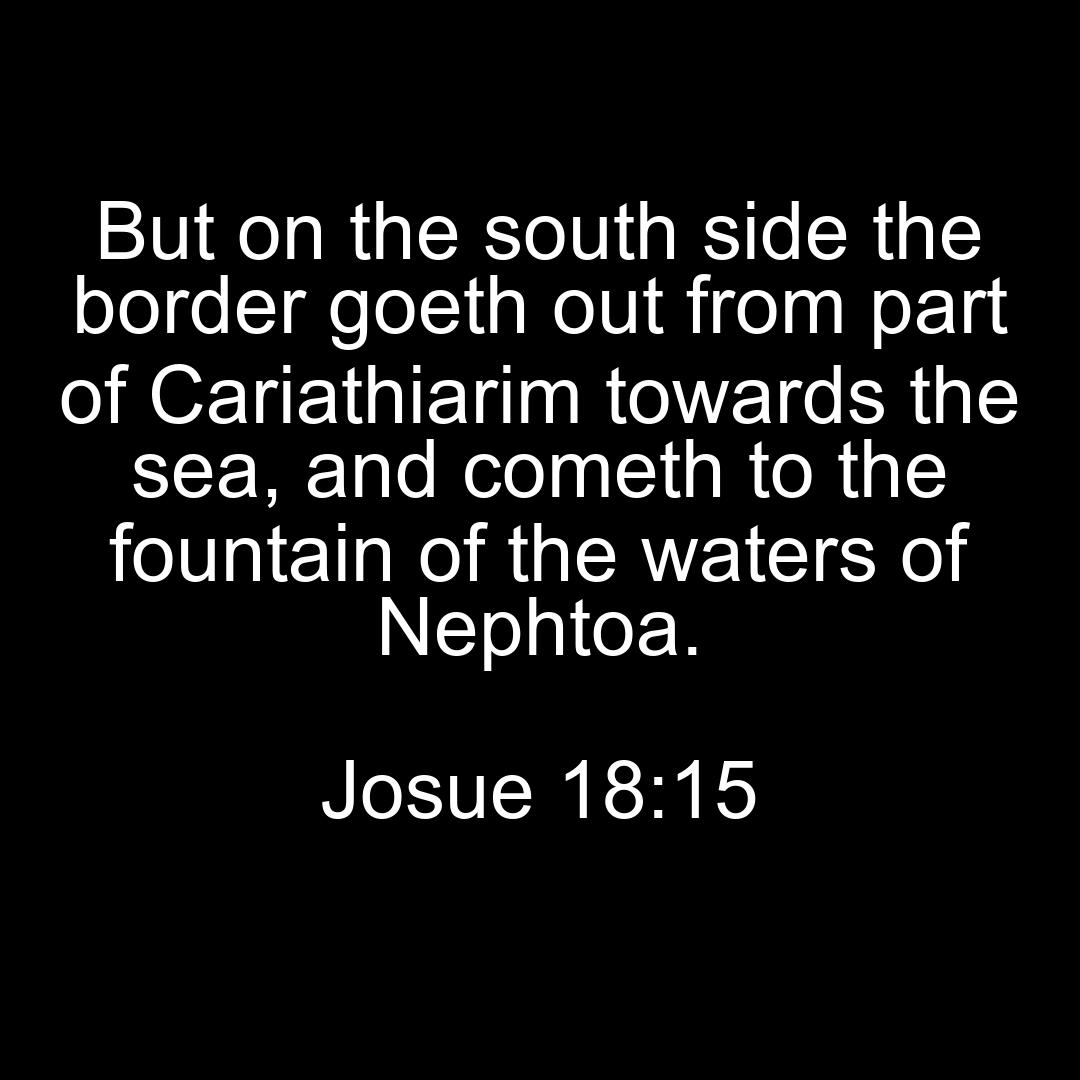 But on the south side the
border goeth out from part
of Cariathiarim towards the
sea, and cometh to the
fountain of the waters of
Nephtoa.
Josue 18:15